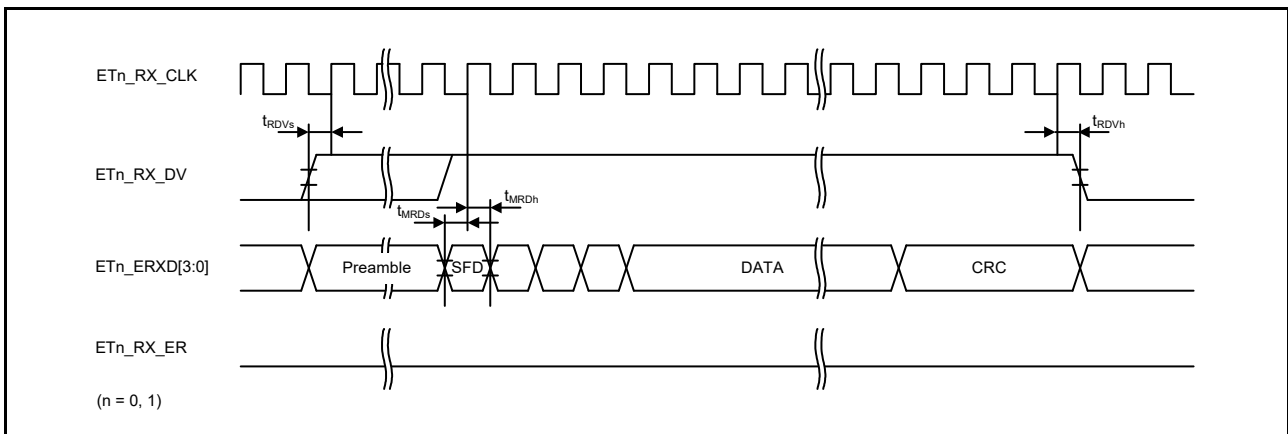 ETn_RX_CLK
tRDVs
tRDVh
ETn_RX_DV
tMRDs
tMRDh
ETn_ERXD[3:0]
Preamble
SFD
DATA
CRC
ETn_RX_ER
(n = 0, 1)